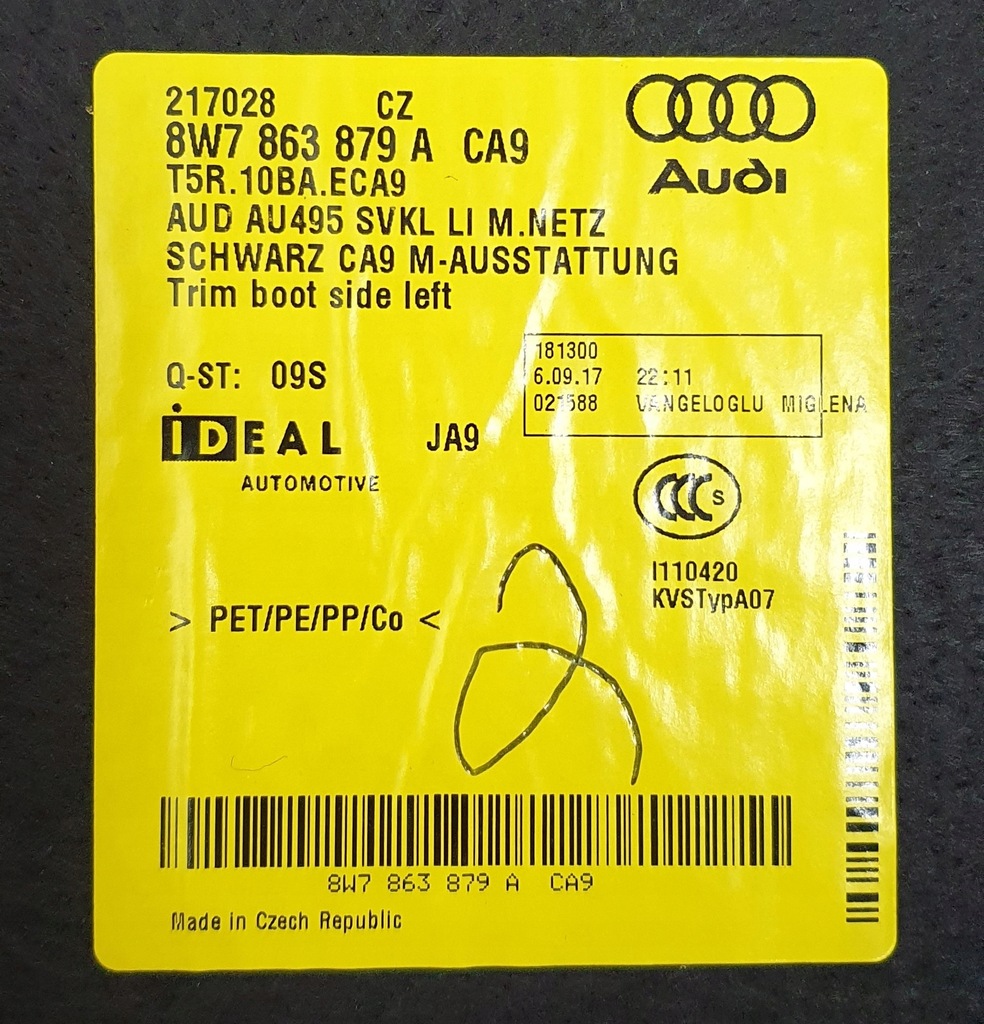 217028 CZ
Audi
8W7 863 879 A CA9
T5R.10BA.ECA9
AUD AU495 SVKL LI M.NETZ
SCHWARZ CA9 M-AUSSTATTUNG
Trim boot side left
181300
6.09.17 22:11
021588 VANGELOGLU MIGLENA
Q-ST: 09S
iDEAL JA9
AUTOMOTIVE
CCC S
I110420
KVSTypA07
> PET/PE/PP/Co <
8W7 863 879 A CA9
Made in Czech Republic